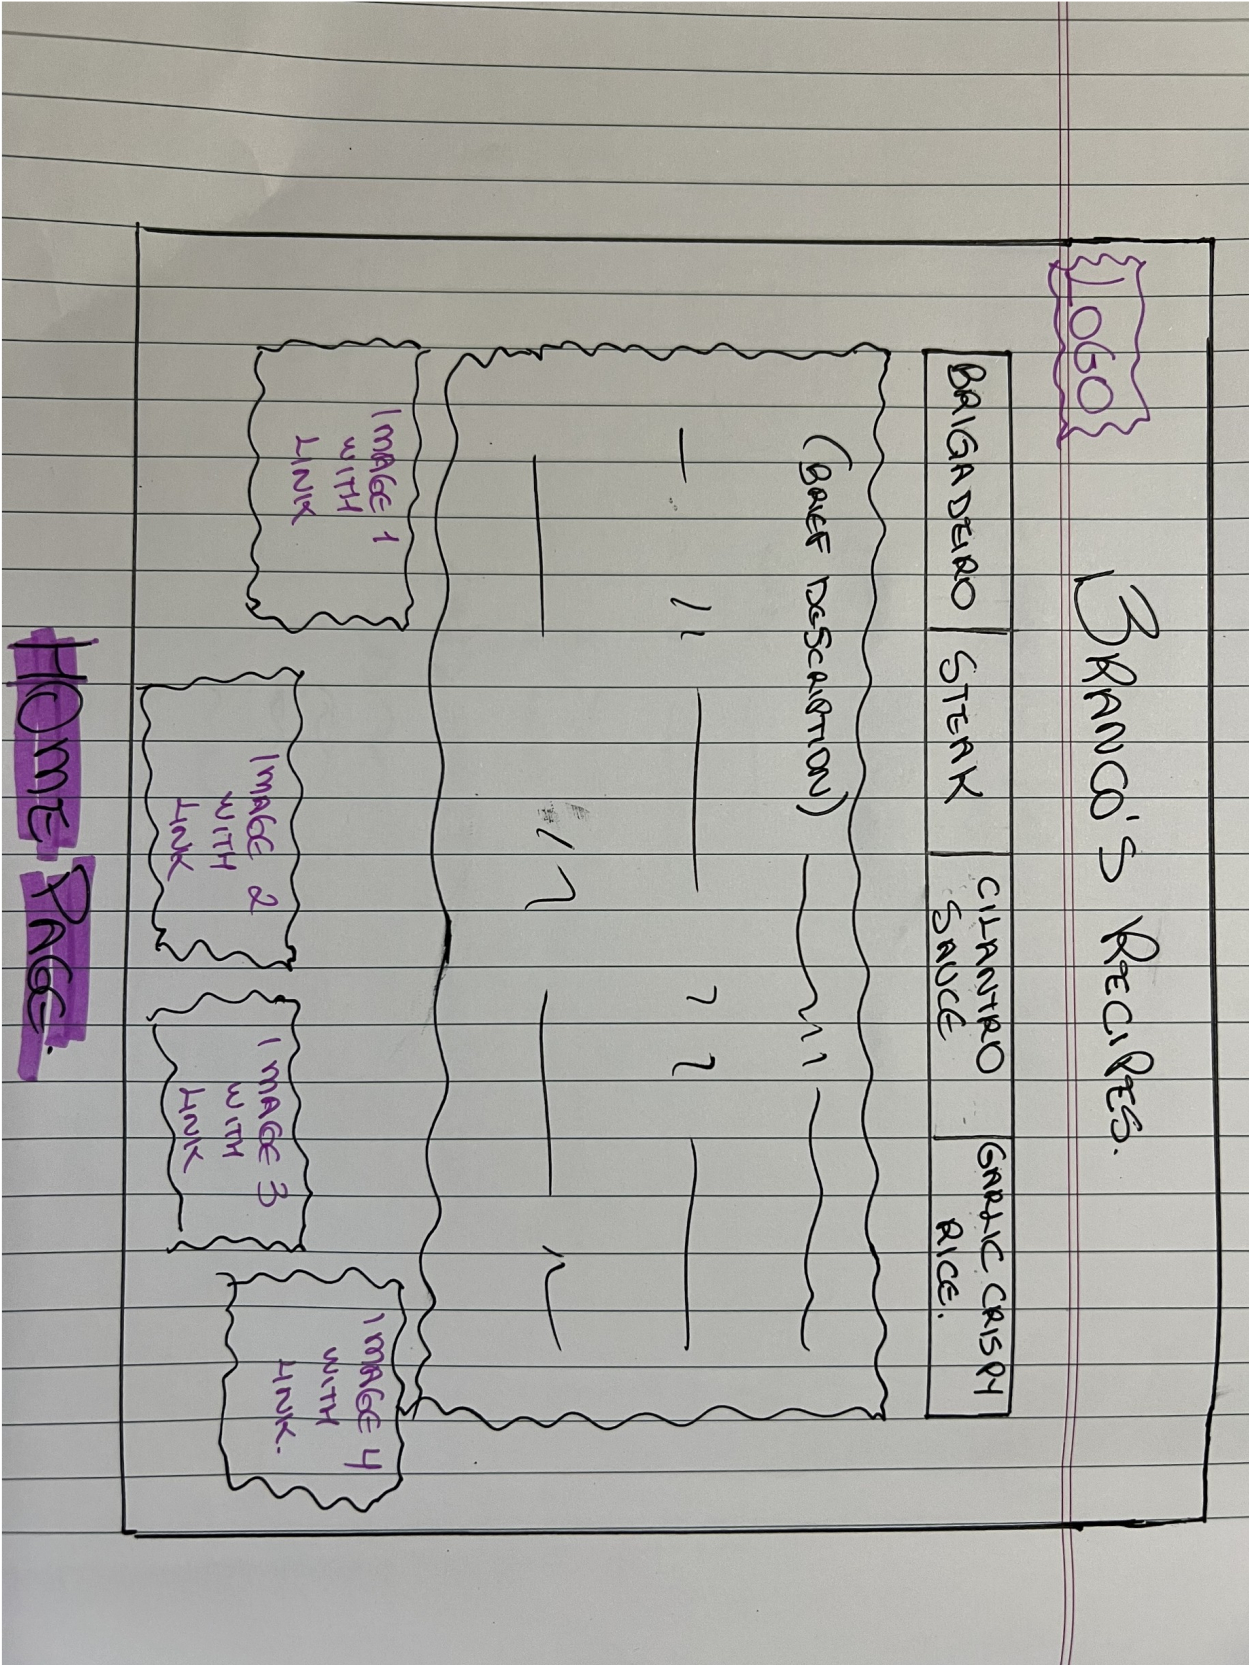 LOGO
BRANCO'S RECIPES.
BRIGADEIRO
STEAK
CILANTRO
SAUCE
GARLIC CRISPY
RICE.
(BRIEF DESCRIPTION)
IMAGE 1
WITH
LINK
IMAGE 2
WITH
LINK
IMAGE 3
WITH
LINK
IMAGE 4
WITH
LINK.
HOME PAGE.